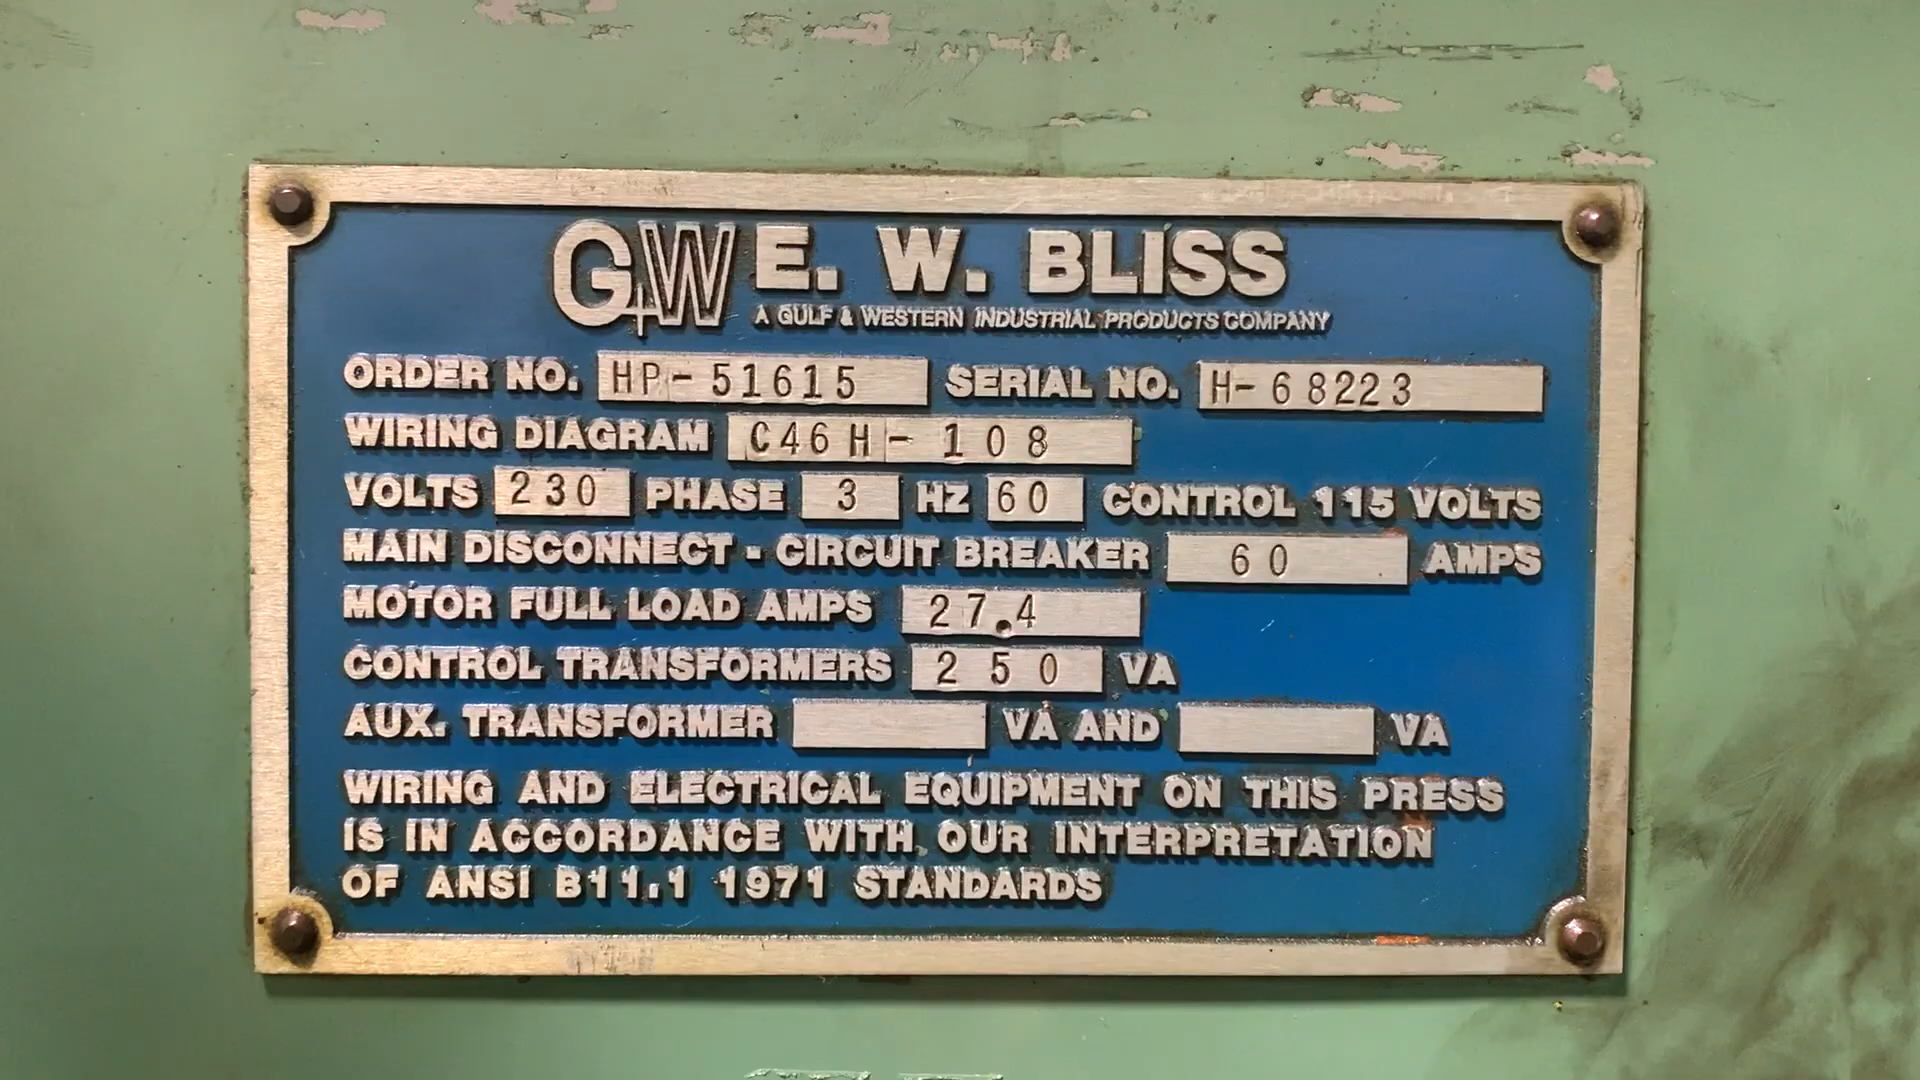 G+W E. W. BLISS
A GULF & WESTERN INDUSTRIAL PRODUCTS COMPANY
ORDER NO. HP-51615 SERIAL NO. H-68223
WIRING DIAGRAM C46H-108
VOLTS 230 PHASE 3 HZ 60 CONTROL 115 VOLTS
MAIN DISCONNECT - CIRCUIT BREAKER 60 AMPS
MOTOR FULL LOAD AMPS 27.4
CONTROL TRANSFORMERS 250 VA
AUX. TRANSFORMER VA AND VA
WIRING AND ELECTRICAL EQUIPMENT ON THIS PRESS
IS IN ACCORDANCE WITH OUR INTERPRETATION
OF ANSI B11.1 1971 STANDARDS